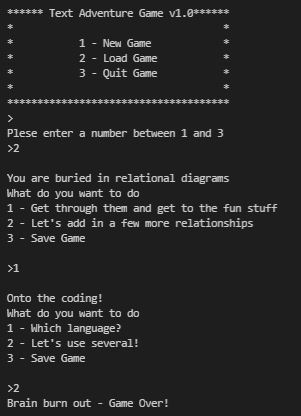 ****** Text Adventure Game v1.0******
* *
* 1 - New Game *
* 2 - Load Game *
* 3 - Quit Game *
* *
*************************************
>
Plese enter a number between 1 and 3
>2
You are buried in relational diagrams
What do you want to do
1 - Get through them and get to the fun stuff
2 - Let's add in a few more relationships
3 - Save Game
>1
Onto the coding!
What do you want to do
1 - Which language?
2 - Let's use several!
3 - Save Game
>2
Brain burn out - Game Over!